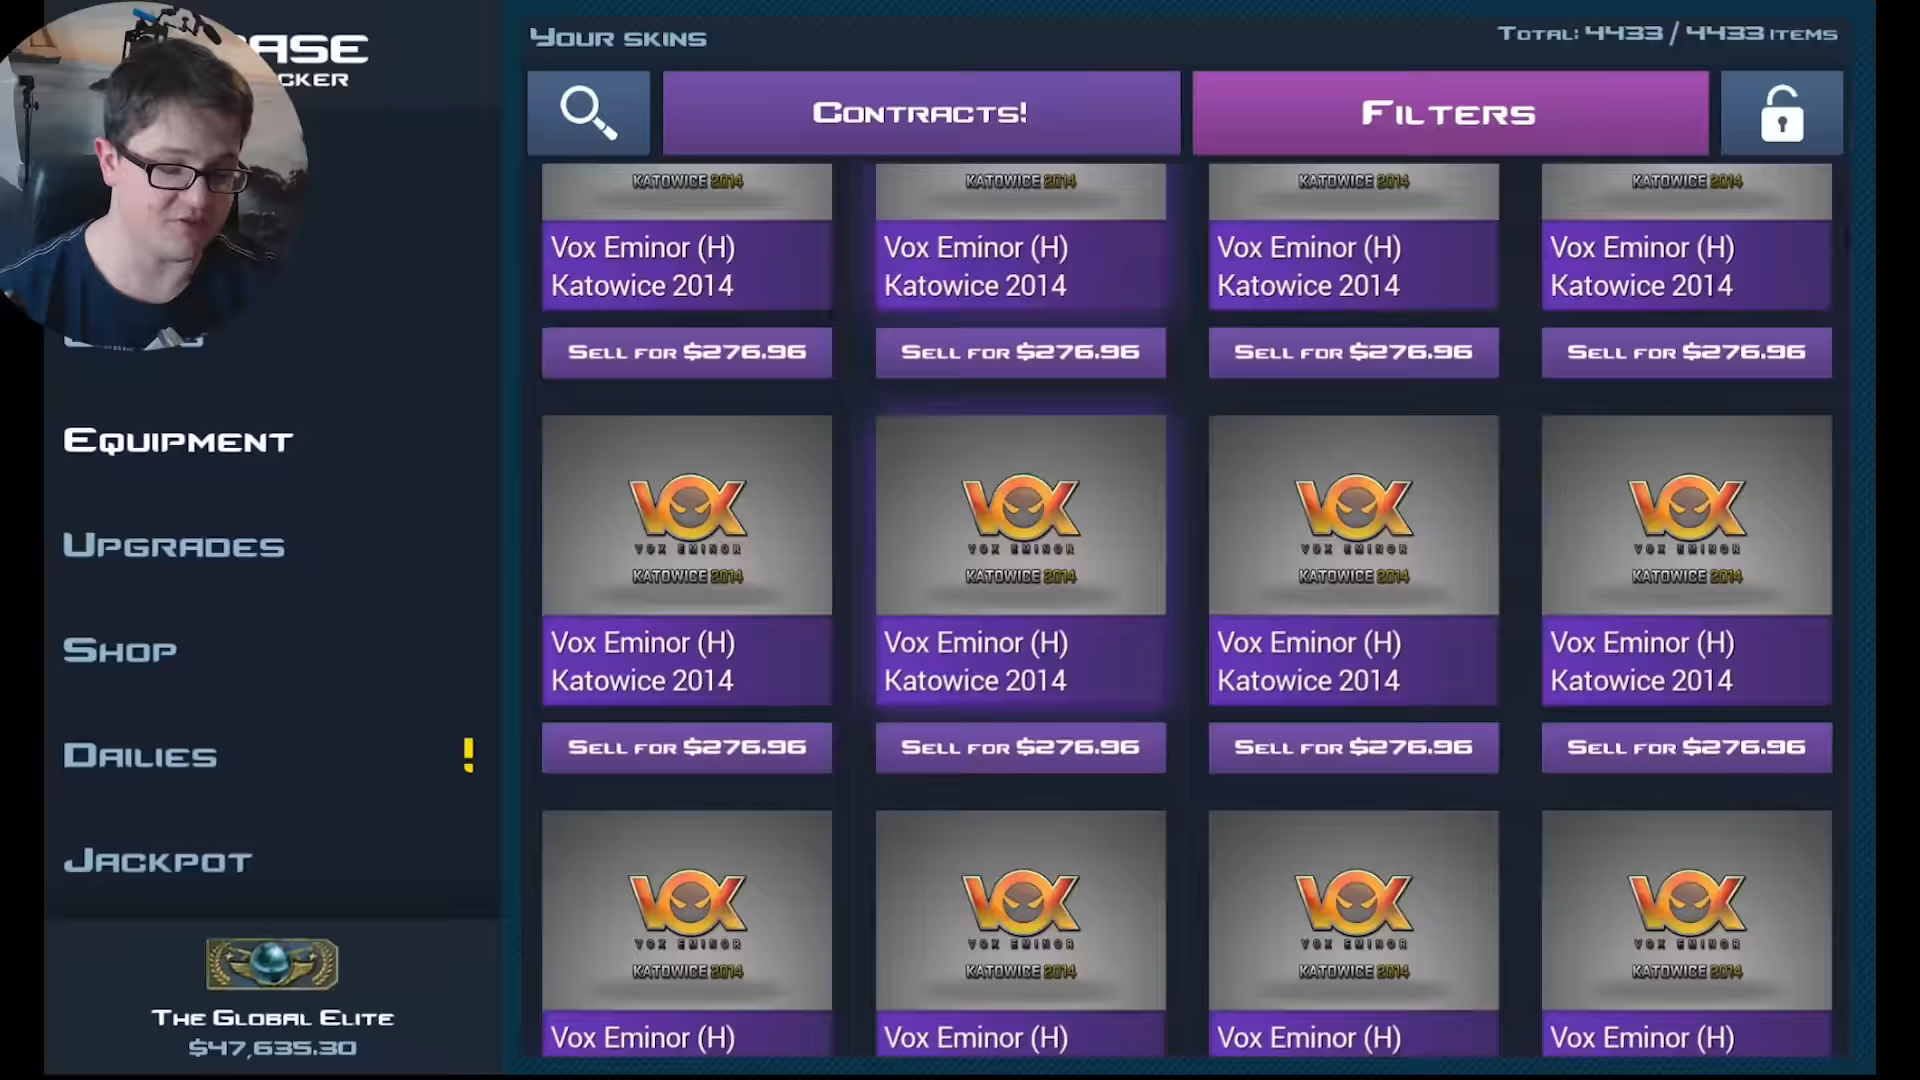 ASE
CKER
Equipment
Upgrades
Shop
Dailies !
Jackpot
The Global Elite
$47,635.30
Your skins
Total: 4433 / 4433 items
Contracts!
Filters
KATOWICE 2014 KATOWICE 2014 KATOWICE 2014 KATOWICE 2014
Vox Eminor (H) Vox Eminor (H) Vox Eminor (H) Vox Eminor (H)
Katowice 2014 Katowice 2014 Katowice 2014 Katowice 2014
Sell for $276.96 Sell for $276.96 Sell for $276.96 Sell for $276.96
VOX VOX VOX VOX
VOX EMINOR VOX EMINOR VOX EMINOR VOX EMINOR
KATOWICE 2014 KATOWICE 2014 KATOWICE 2014 KATOWICE 2014
Vox Eminor (H) Vox Eminor (H) Vox Eminor (H) Vox Eminor (H)
Katowice 2014 Katowice 2014 Katowice 2014 Katowice 2014
Sell for $276.96 Sell for $276.96 Sell for $276.96 Sell for $276.96
VOX VOX VOX VOX
VOX EMINOR VOX EMINOR VOX EMINOR VOX EMINOR
KATOWICE 2014 KATOWICE 2014 KATOWICE 2014 KATOWICE 2014
Vox Eminor (H) Vox Eminor (H) Vox Eminor (H) Vox Eminor (H)